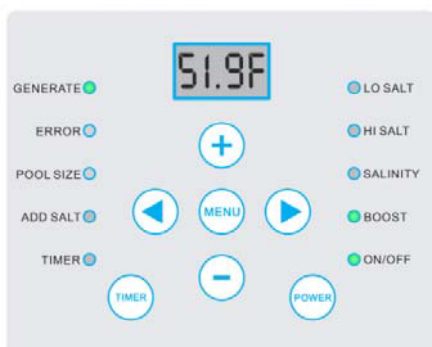 51.9F
GENERATE
LO SALT
ERROR
HI SALT
+
POOL SIZE
SALINITY
MENU
ADD SALT
BOOST
TIMER
ON/OFF
-
TIMER
POWER